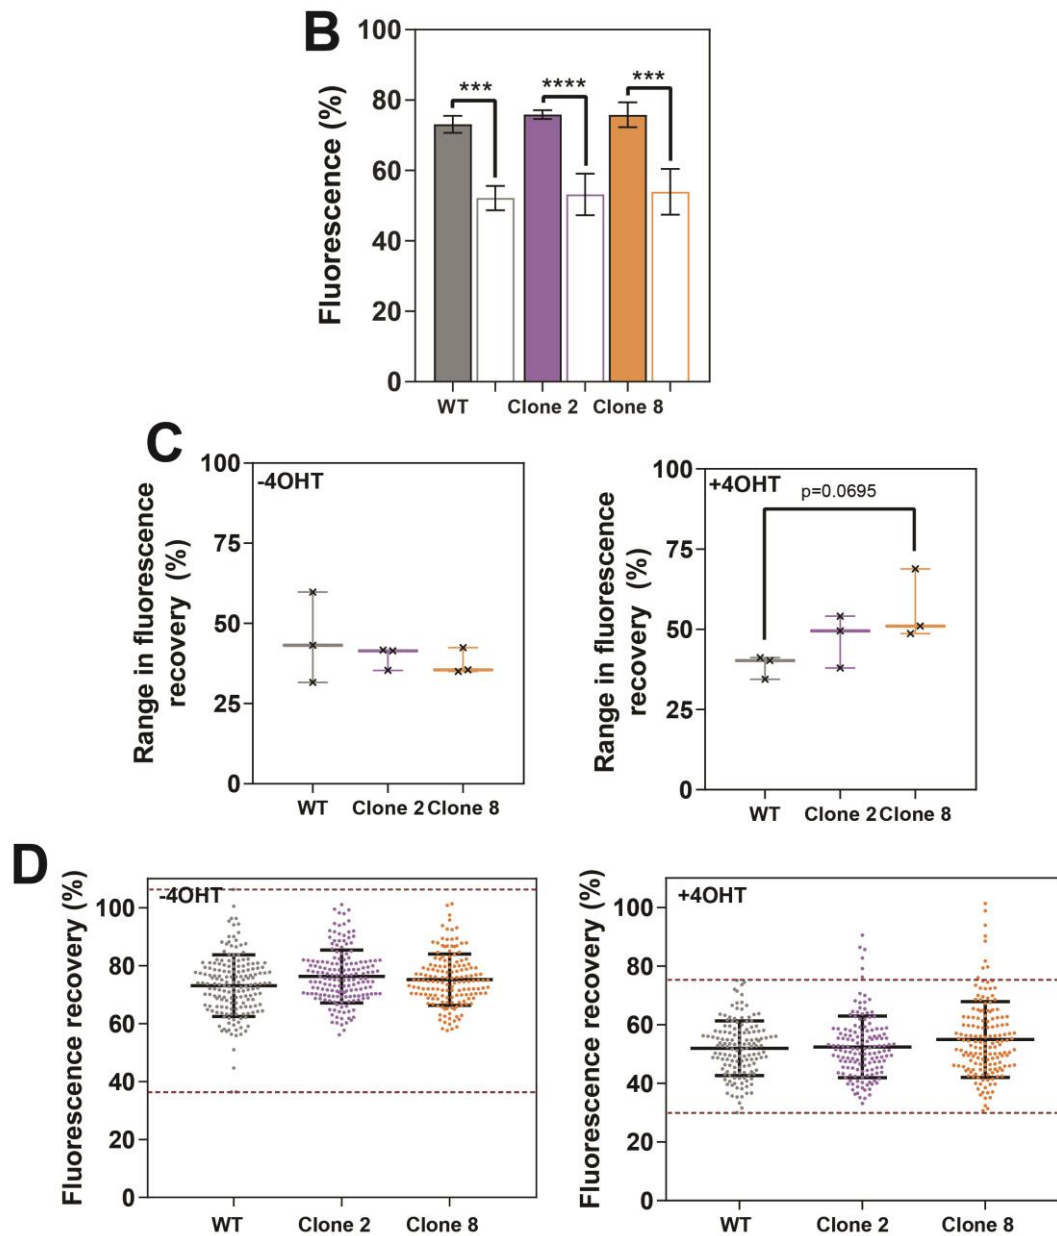 B
Fluorescence (%)
100
80
60
40
20
0
***
****
***
WT
Clone 2
Clone 8
C
Range in fluorescence
recovery (%)
100
75
50
25
0
-4OHT
WT
Clone 2
Clone 8
Range in fluorescence
recovery (%)
100
75
50
25
0
+4OHT
p=0.0695
WT
Clone 2
Clone 8
D
Fluorescence recovery (%)
100
80
60
40
20
0
-4OHT
WT
Clone 2
Clone 8
Fluorescence recovery (%)
100
80
60
40
20
0
+4OHT
WT
Clone 2
Clone 8